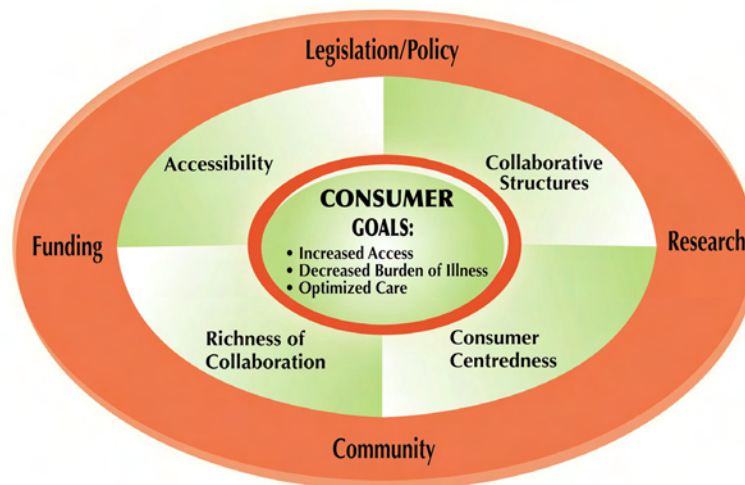 Legislation/Policy
Accessibility
Collaborative
Structures
CONSUMER
GOALS:
• Increased Access
• Decreased Burden of Illness
• Optimized Care
Funding
Research
Richness of
Collaboration
Consumer
Centredness
Community